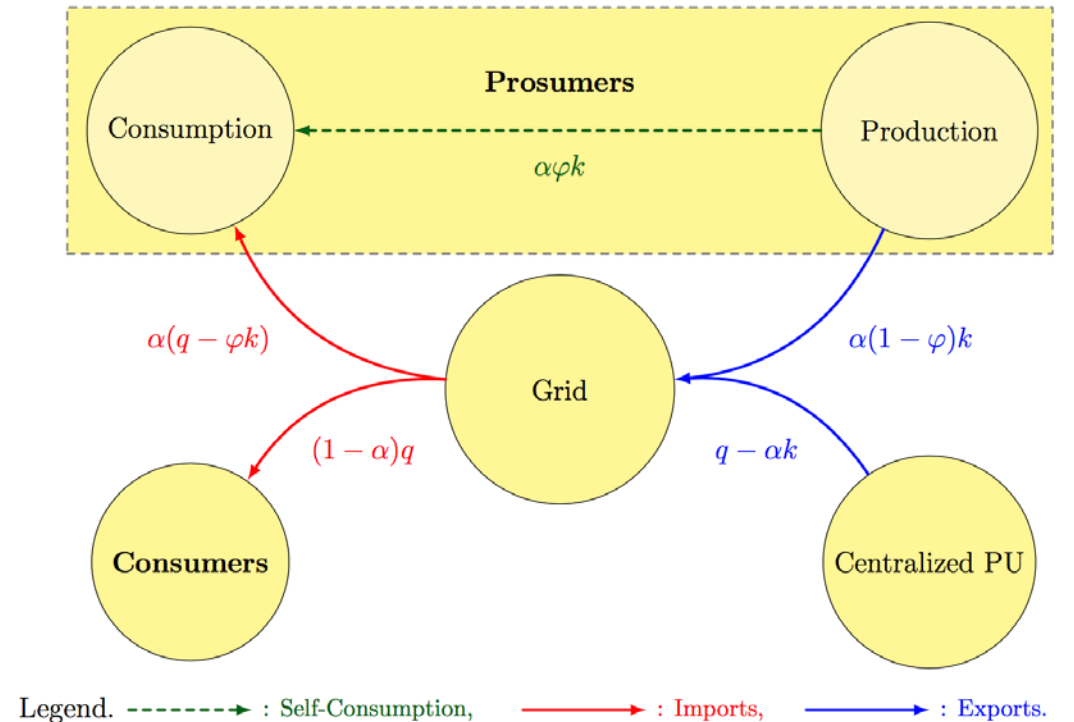 Prosumers
Consumption
Production
αφk
α(q − φk)
α(1 − φ)k
Grid
(1 − α)q
q − αk
Consumers
Centralized PU
Legend. : Self-Consumption, : Imports, : Exports.